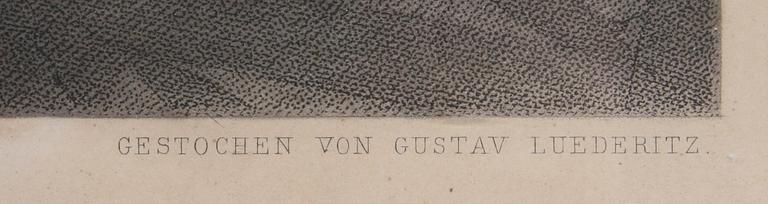 GESTOCHEN VON GUSTAV LUEDERITZ.